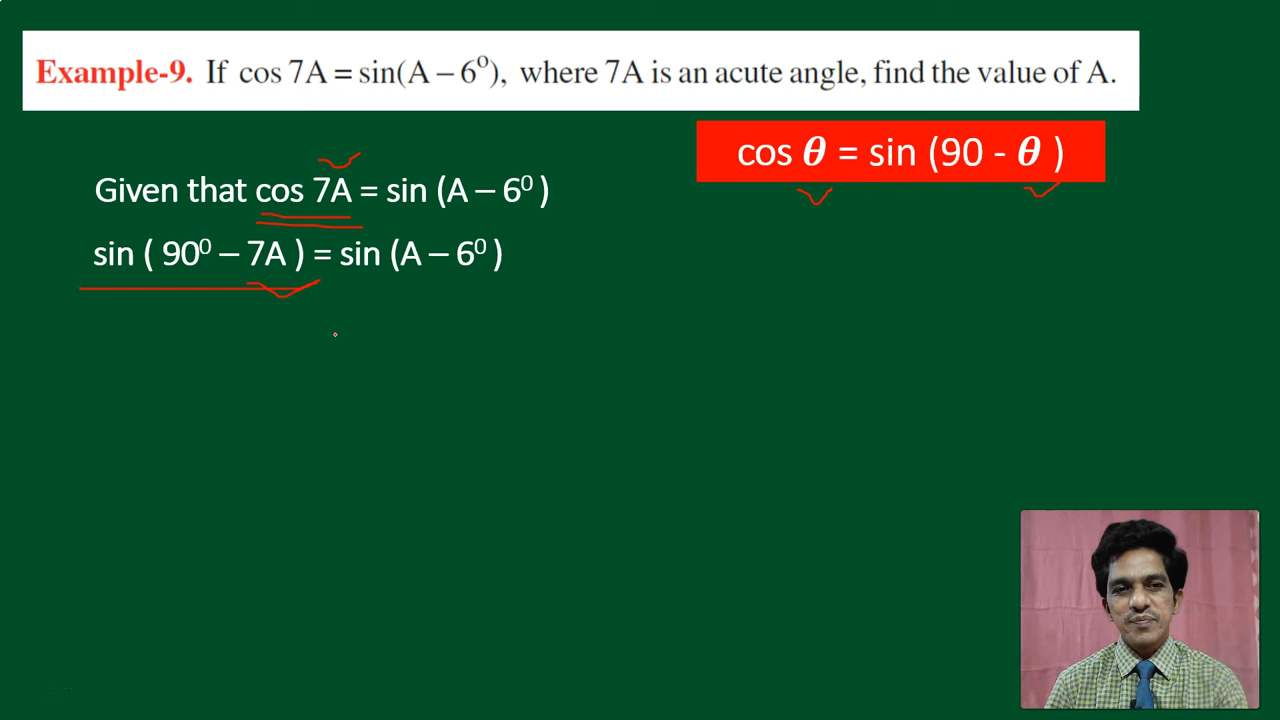 Example-9. If cos 7A = sin(A – 6⁰), where 7A is an acute angle, find the value of A.
cos θ = sin (90 - θ )
Given that cos 7A = sin (A – 6⁰ )
sin ( 90⁰ – 7A ) = sin (A – 6⁰ )